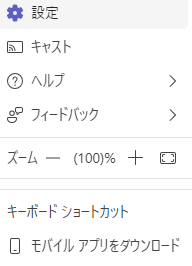 設定
キャスト
ヘルプ
フィードバック
ズーム — (100)% +
キーボード ショートカット
モバイル アプリをダウンロード